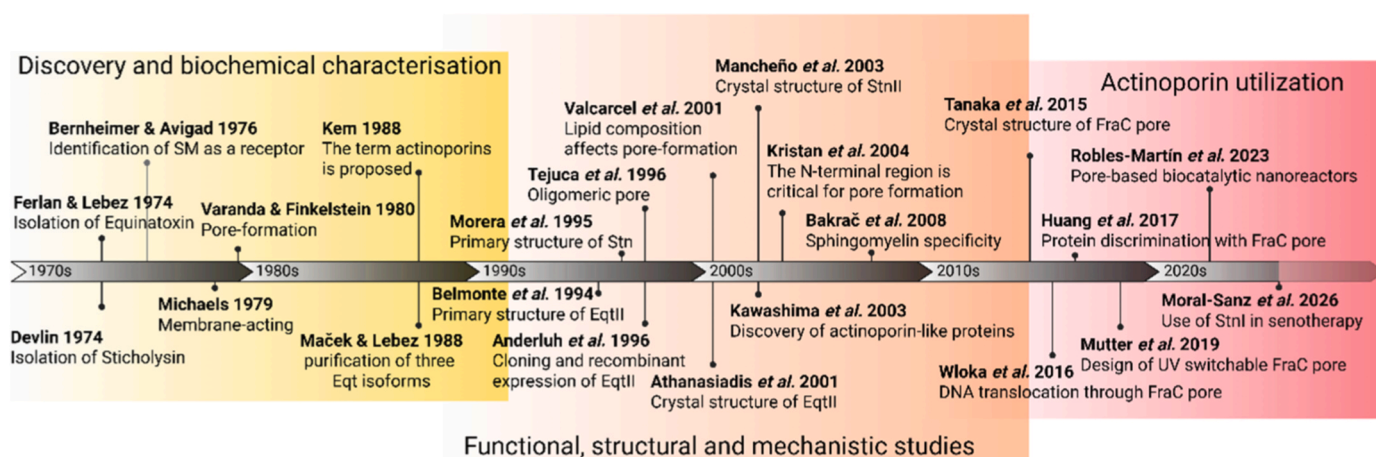 Discovery and biochemical characterisation
Bernheimer & Avigad 1976
Identification of SM as a receptor
Kem 1988
The term actinoporins
is proposed
Ferlan & Lebez 1974
Isolation of Equinatoxin
Varanda & Finkelstein 1980
Pore-formation
Morera et al. 1995
Primary structure of Stn
Tejuca et al. 1996
Oligomeric pore
Valcarcel et al. 2001
Lipid composition
affects pore-formation
Mancheño et al. 2003
Crystal structure of StnII
Kristan et al. 2004
The N-terminal region is
critical for pore formation
Bakrač et al. 2008
Sphingomyelin specificity
Actinoporin utilization
Tanaka et al. 2015
Crystal structure of FraC pore
Robles-Martín et al. 2023
Pore-based biocatalytic nanoreactors
Huang et al. 2017
Protein discrimination with FraC pore
1970s
1980s
1990s
2000s
2010s
2020s
Devlin 1974
Isolation of Sticholysin
Michaels 1979
Membrane-acting
Maček & Lebez 1988
purification of three
Eqt isoforms
Belmonte et al. 1994
Primary structure of EqtII
Anderluh et al. 1996
Cloning and recombinant
expression of EqtII
Athanasiadis et al. 2001
Crystal structure of EqtII
Kawashima et al. 2003
Discovery of actinoporin-like proteins
Wloka et al. 2016
DNA translocation through FraC pore
Mutter et al. 2019
Design of UV switchable FraC pore
Moral-Sanz et al. 2026
Use of StnI in senotherapy
Functional, structural and mechanistic studies